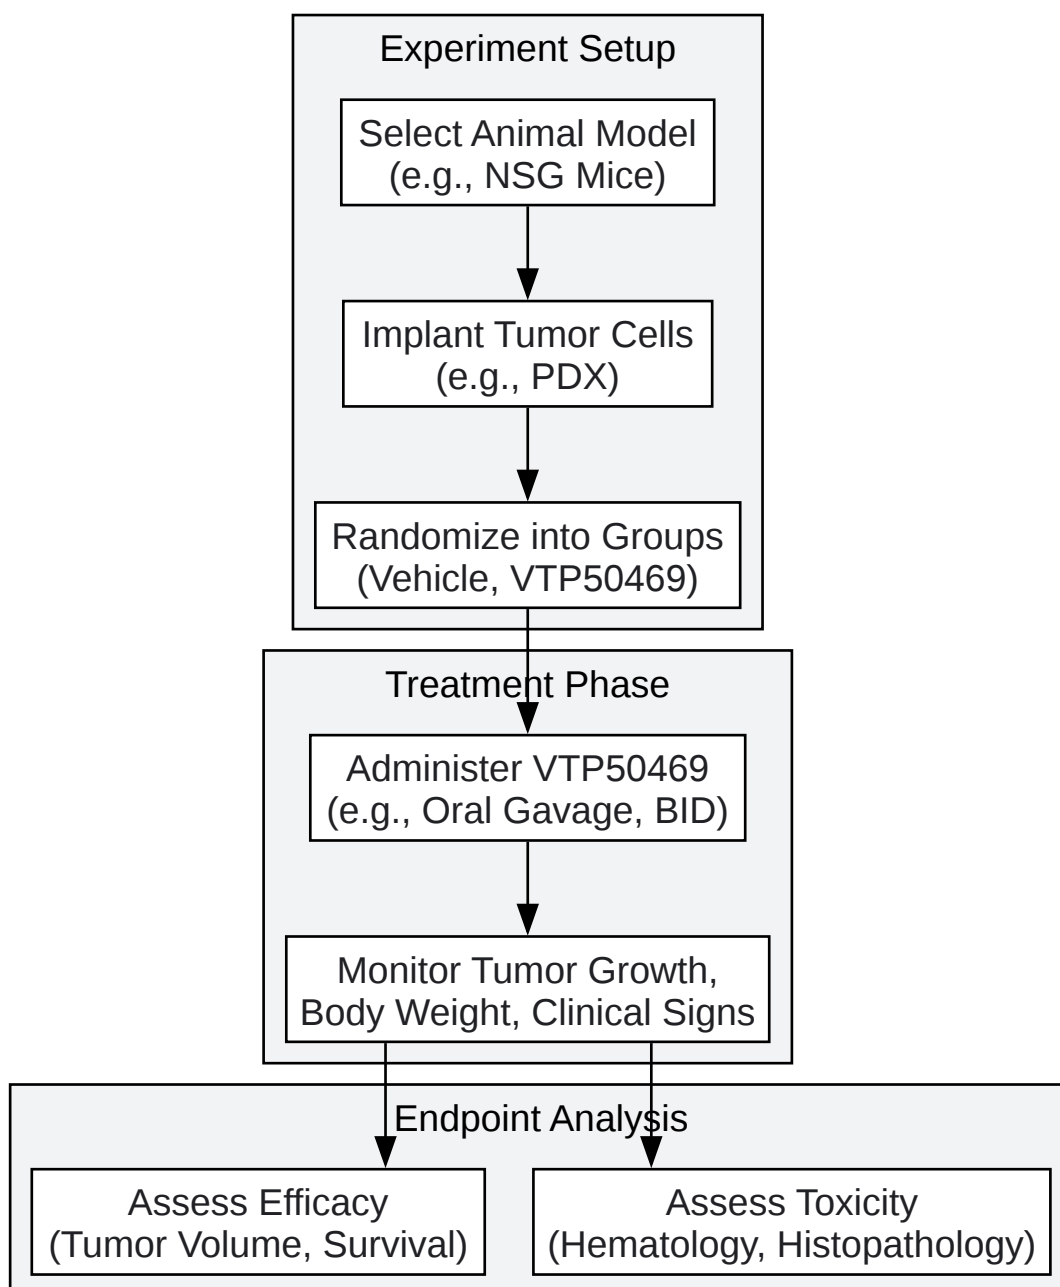 Experiment Setup
Select Animal Model
(e.g., NSG Mice)
Implant Tumor Cells
(e.g., PDX)
Randomize into Groups
(Vehicle, VTP50469)
Treatment Phase
Administer VTP50469
(e.g., Oral Gavage, BID)
Monitor Tumor Growth,
Body Weight, Clinical Signs
Endpoint Analysis
Assess Efficacy
(Tumor Volume, Survival)
Assess Toxicity
(Hematology, Histopathology)